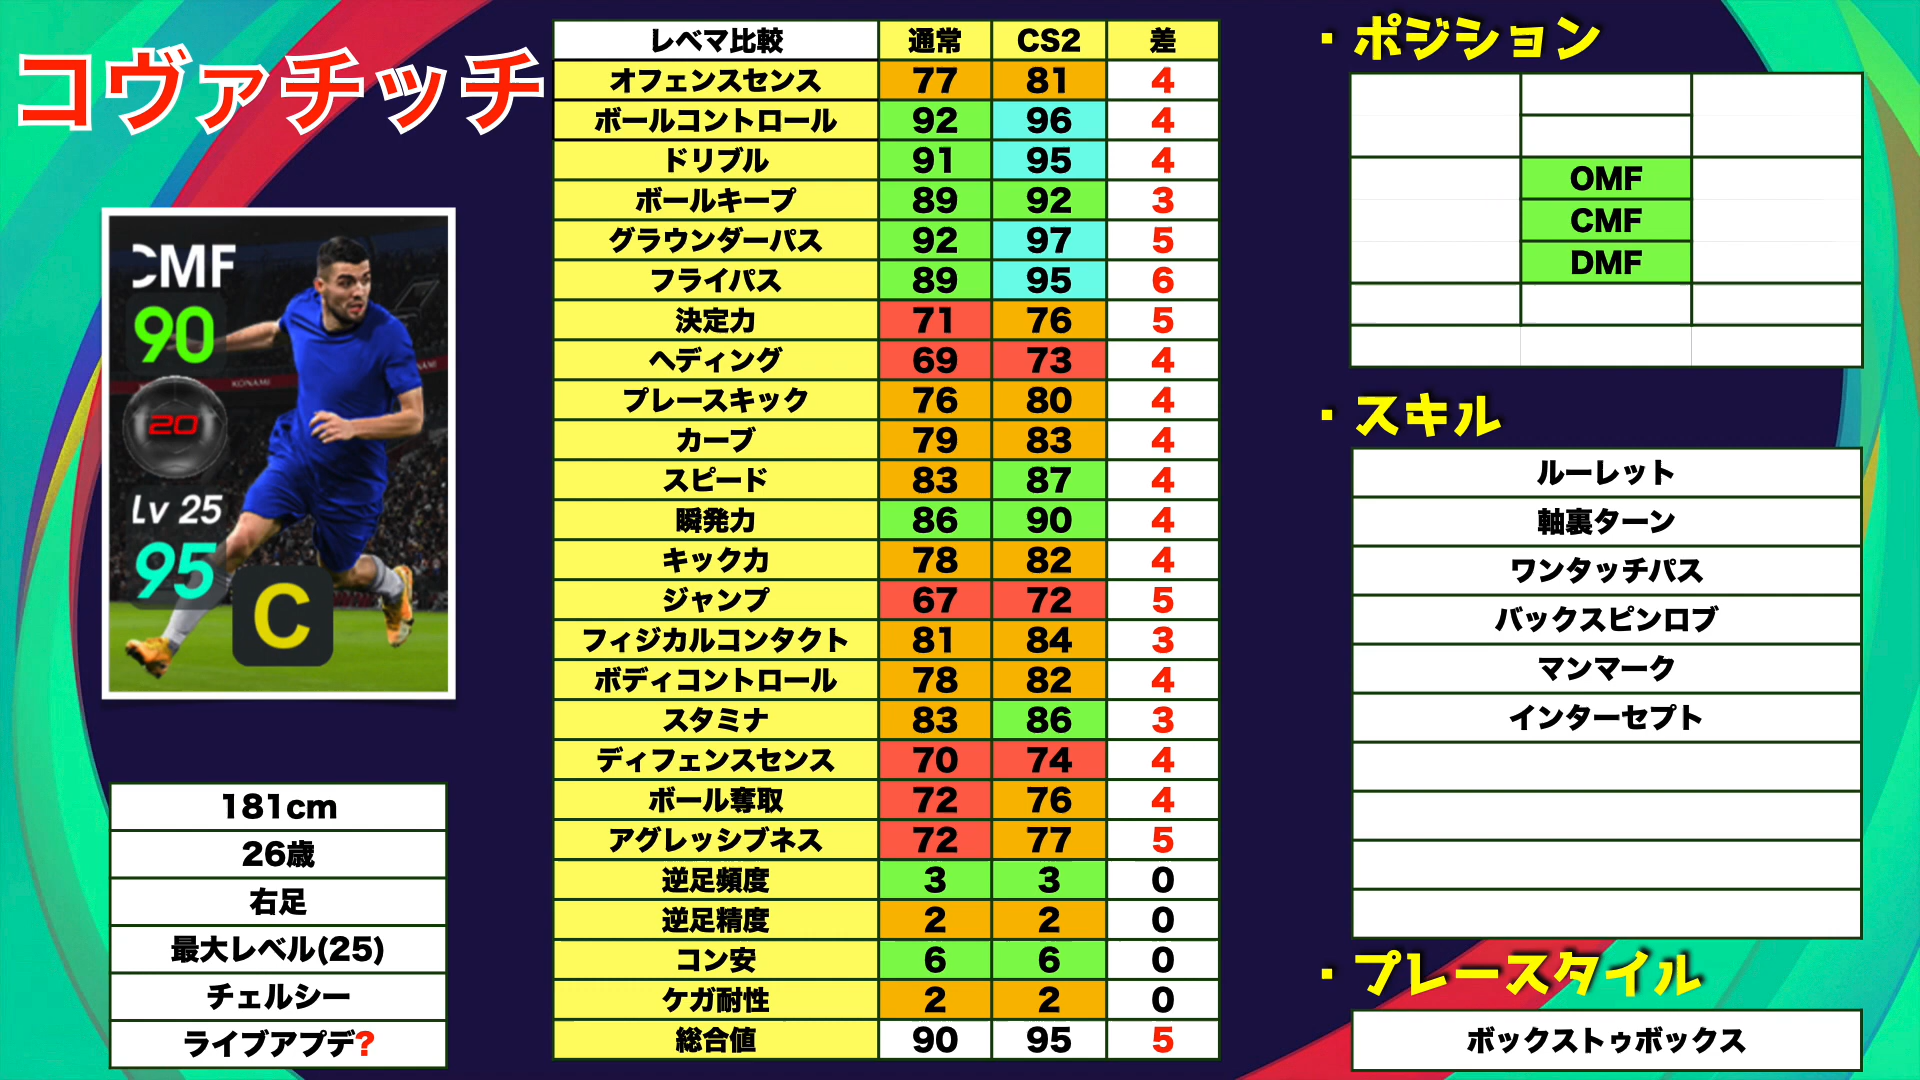 コヴァチッチ
CMF
90
KONAMI
20
Lv 25
95
C
181cm
26歳
右足
最大レベル(25)
チェルシー
ライブアプデ?
レベマ比較 通常 CS2 差
オフェンスセンス 77 81 4
ボールコントロール 92 96 4
ドリブル 91 95 4
ボールキープ 89 92 3
グラウンダーパス 92 97 5
フライパス 89 95 6
決定力 71 76 5
ヘディング 69 73 4
プレースキック 76 80 4
カーブ 79 83 4
スピード 83 87 4
瞬発力 86 90 4
キック力 78 82 4
ジャンプ 67 72 5
フィジカルコンタクト 81 84 3
ボディコントロール 78 82 4
スタミナ 83 86 3
ディフェンスセンス 70 74 4
ボール奪取 72 76 4
アグレッシブネス 72 77 5
逆足頻度 3 3 0
逆足精度 2 2 0
コン安 6 6 0
ケガ耐性 2 2 0
総合値 90 95 5
・ポジション
OMF
CMF
DMF
・スキル
ルーレット
軸裏ターン
ワンタッチパス
バックスピンロブ
マンマーク
インターセプト
・プレースタイル
ボックストゥボックス